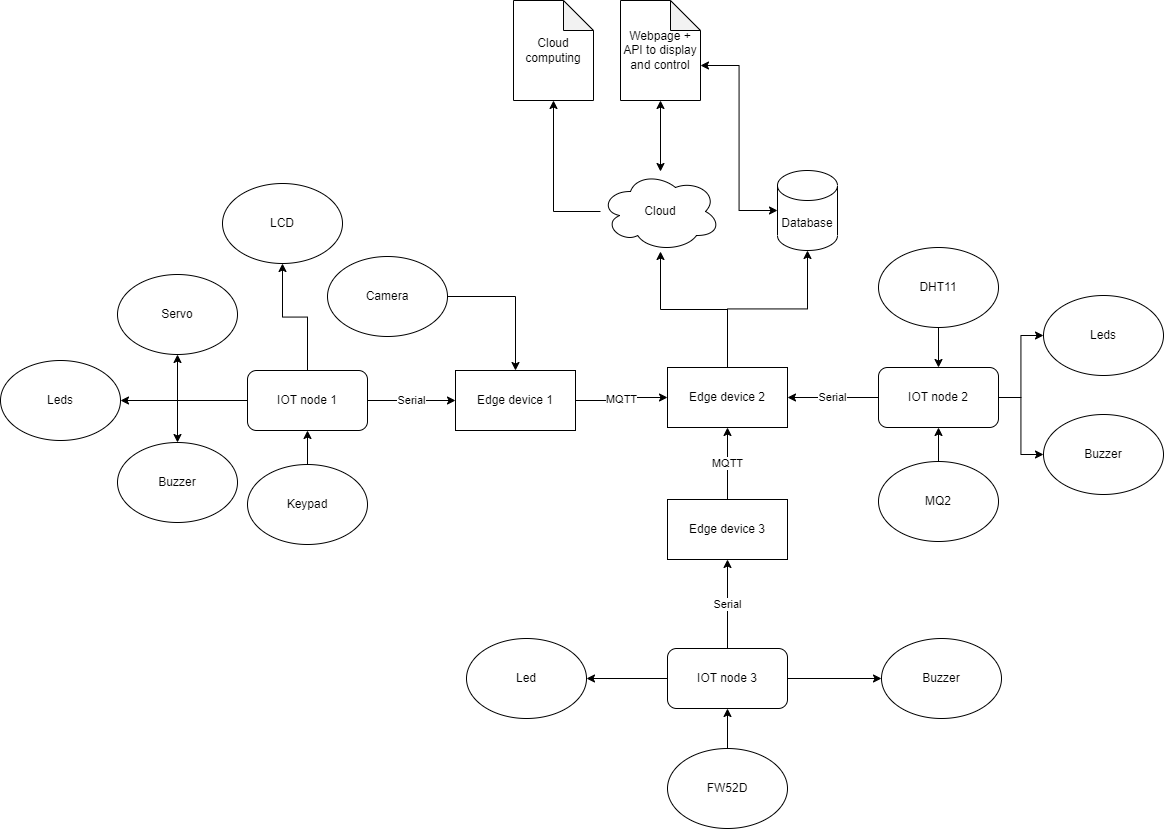 Cloud
computing
Webpage +
API to display
and control
Cloud
Database
LCD
Camera
DHT11
Servo
Leds
Leds
IOT node 1
Serial
Edge device 1
MQTT
Edge device 2
Serial
IOT node 2
Buzzer
Buzzer
Keypad
MQTT
MQ2
Edge device 3
Serial
Led
IOT node 3
Buzzer
FW52D